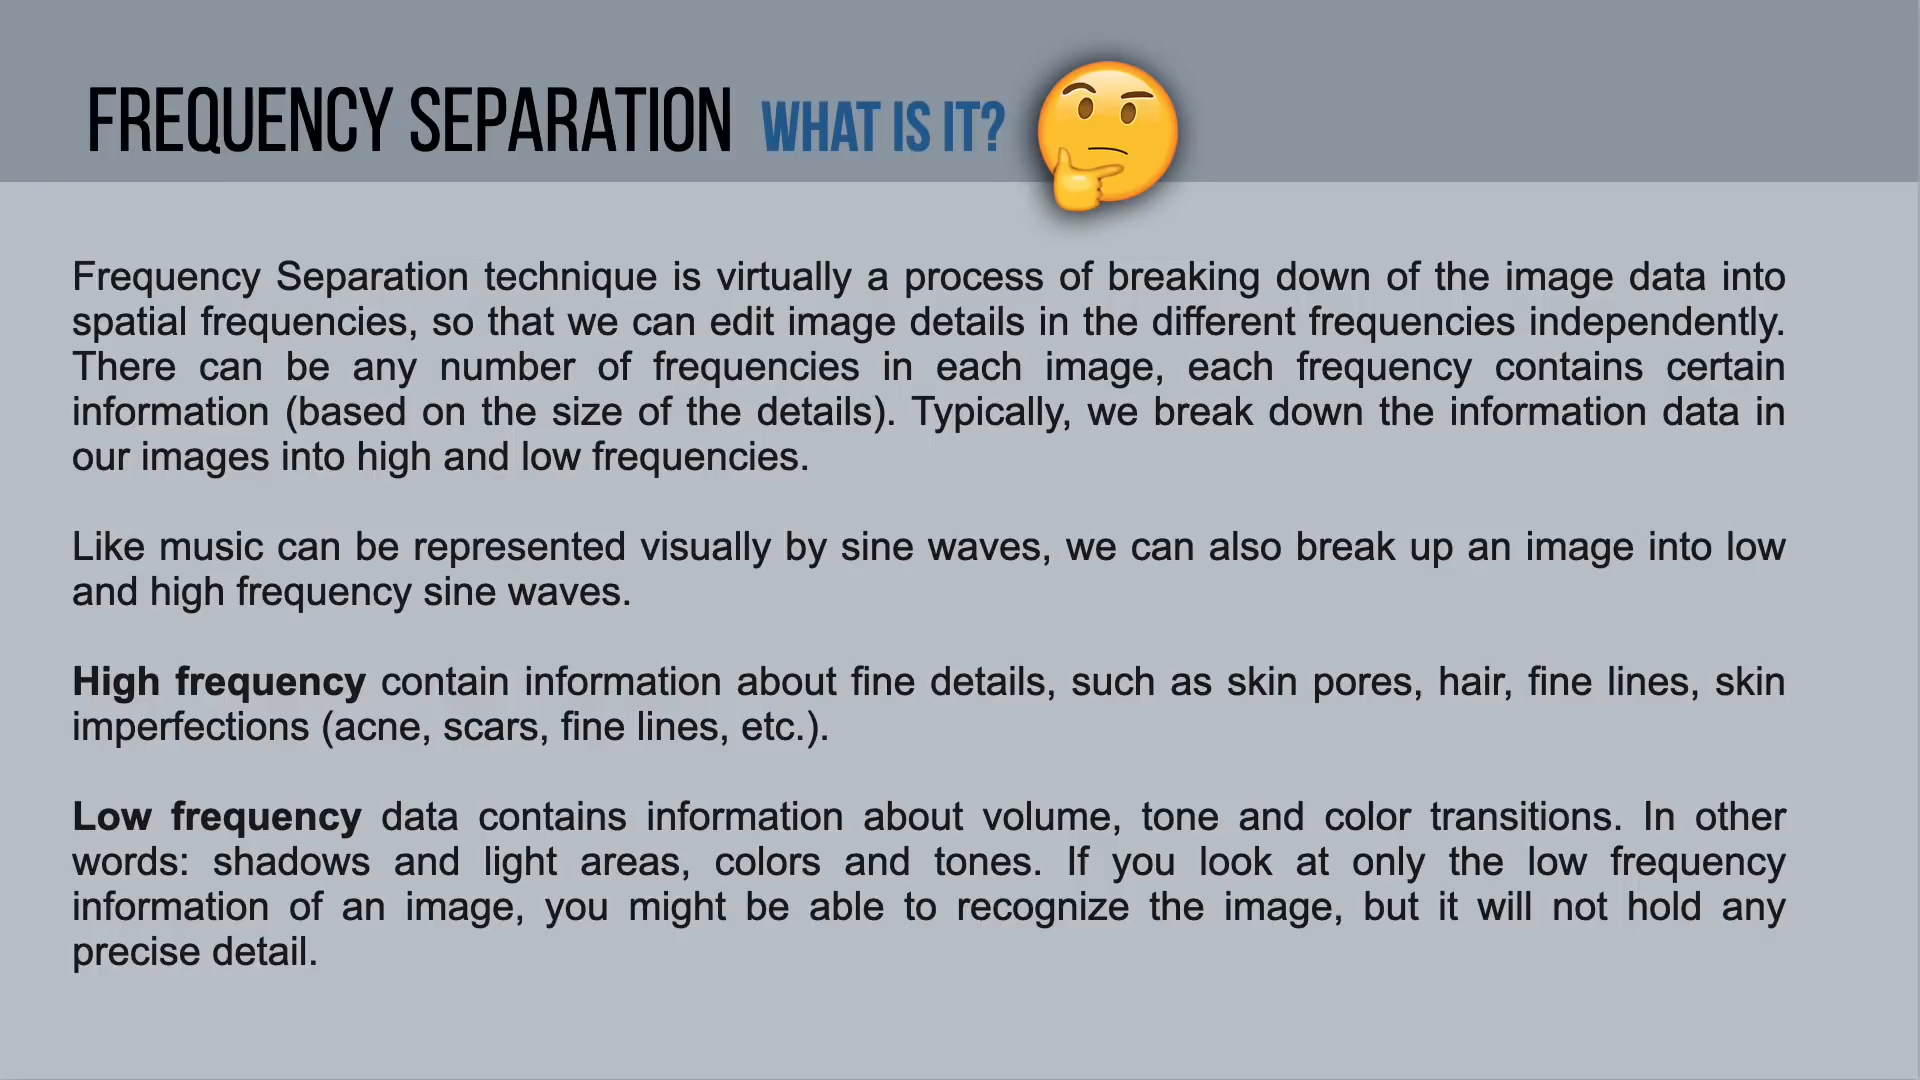 FREQUENCY SEPARATION WHAT IS IT?
Frequency Separation technique is virtually a process of breaking down of the image data into
spatial frequencies, so that we can edit image details in the different frequencies independently.
There can be any number of frequencies in each image, each frequency contains certain
information (based on the size of the details). Typically, we break down the information data in
our images into high and low frequencies.
Like music can be represented visually by sine waves, we can also break up an image into low
and high frequency sine waves.
High frequency contain information about fine details, such as skin pores, hair, fine lines, skin
imperfections (acne, scars, fine lines, etc.).
Low frequency data contains information about volume, tone and color transitions. In other
words: shadows and light areas, colors and tones. If you look at only the low frequency
information of an image, you might be able to recognize the image, but it will not hold any
precise detail.